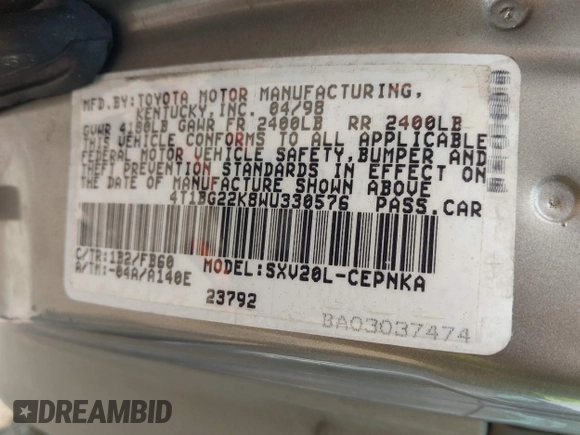 MFD.BY:TOYOTA MOTOR MANUFACTURING,
KENTUCKY,INC. 04/98
GVWR 4180LB GAWR FR 2400LB RR 2400LB
THIS VEHICLE CONFORMS TO ALL APPLICABLE
FEDERAL MOTOR VEHICLE SAFETY,BUMPER AND
THEFT PREVENTION STANDARDS IN EFFECT ON
THE DATE OF MANUFACTURE SHOWN ABOVE
4T1BG22K8WU330576 PASS.CAR
C/TR:1B2/FB60
A/TM:-04A/A140E
MODEL:SXV20L-CEPNKA
23792
BA03037474
DREAMBID